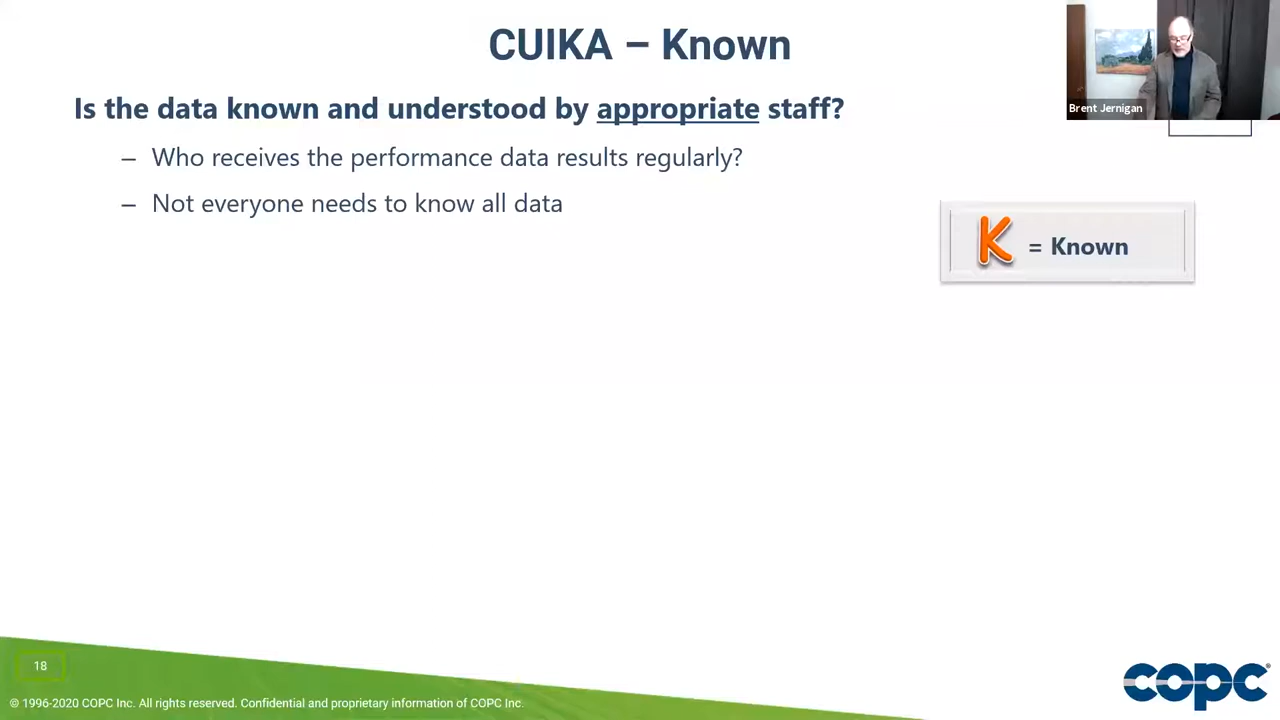 CUIKA – Known
Brent Jernigan
Is the data known and understood by appropriate staff?
– Who receives the performance data results regularly?
– Not everyone needs to know all data
K = Known
18
© 1996-2020 COPC Inc. All rights reserved. Confidential and proprietary information of COPC Inc.
copc®